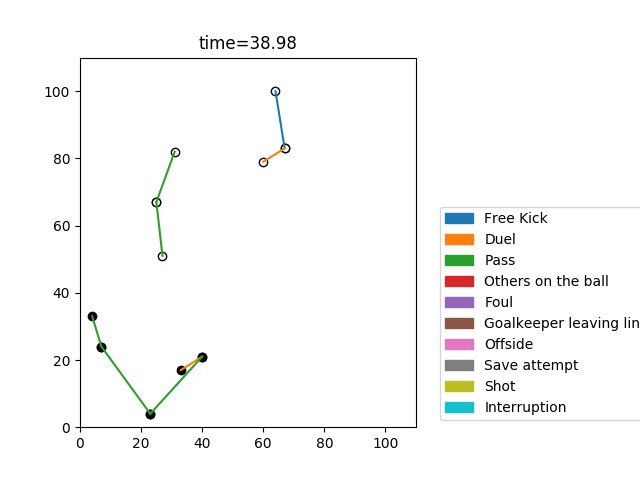 time=38.98
100
80
60
40
20
0
0 20 40 60 80 100
Free Kick
Duel
Pass
Others on the ball
Foul
Goalkeeper leaving lin
Offside
Save attempt
Shot
Interruption